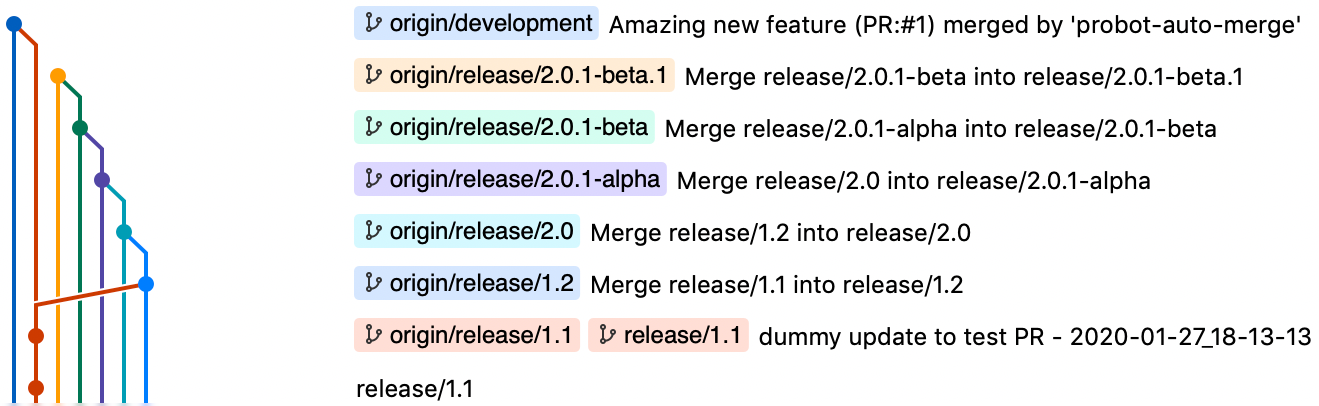 origin/development Amazing new feature (PR:#1) merged by 'probot-auto-merge'
origin/release/2.0.1-beta.1 Merge release/2.0.1-beta into release/2.0.1-beta.1
origin/release/2.0.1-beta Merge release/2.0.1-alpha into release/2.0.1-beta
origin/release/2.0.1-alpha Merge release/2.0 into release/2.0.1-alpha
origin/release/2.0 Merge release/1.2 into release/2.0
origin/release/1.2 Merge release/1.1 into release/1.2
origin/release/1.1 release/1.1 dummy update to test PR - 2020-01-27_18-13-13
release/1.1